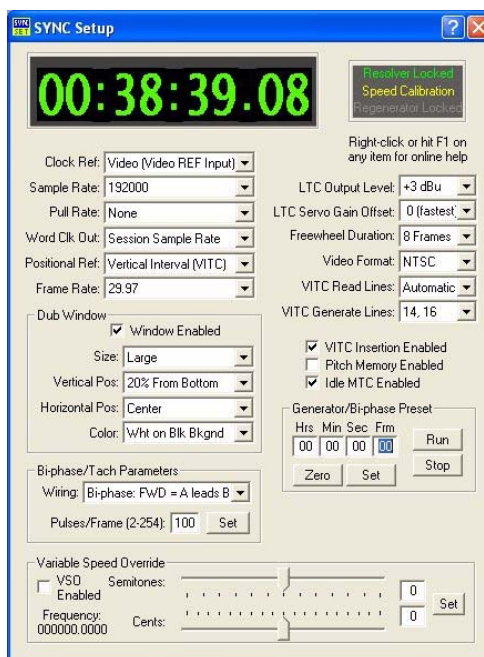 SYNC SET
SYNC Setup
00:38:39.08
Resolver Locked
Speed Calibration
Regenerator Locked
Right-click or hit F1 on
any item for online help
Clock Ref: Video (Video REF Input)
Sample Rate: 192000
Pull Rate: None
Word Clk Out: Session Sample Rate
Positional Ref: Vertical Interval (VITC)
Frame Rate: 29.97
LTC Output Level: +3 dBu
LTC Servo Gain Offset: 0 (fastest)
Freewheel Duration: 8 Frames
Video Format: NTSC
VITC Read Lines: Automatic
VITC Generate Lines: 14, 16
Dub Window
Window Enabled
Size: Large
Vertical Pos: 20% From Bottom
Horizontal Pos: Center
Color: Wht on Blk Bkgnd
VITC Insertion Enabled
Pitch Memory Enabled
Idle MTC Enabled
Generator/Bi-phase Preset
Hrs Min Sec Frm
00 00 00 00
Run
Stop
Zero Set
Bi-phase/Tach Parameters
Wiring: Bi-phase: FWD = A leads B
Pulses/Frame (2-254): 100 Set
Variable Speed Override
VSO Enabled
Semitones: 0
Frequency:
000000.0000
Cents: 0
Set